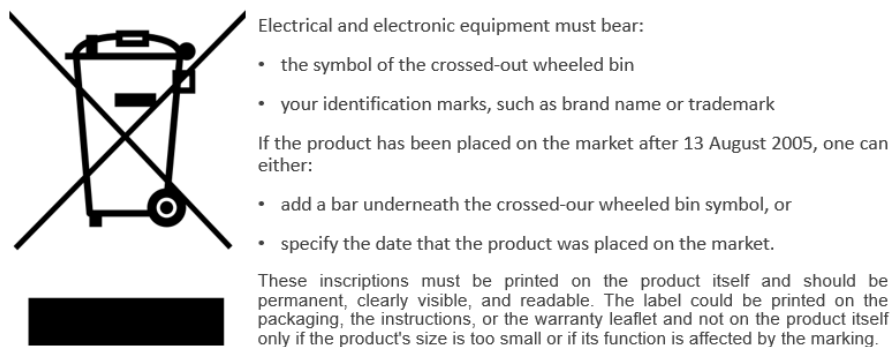 Electrical and electronic equipment must bear:
• the symbol of the crossed-out wheeled bin
• your identification marks, such as brand name or trademark
If the product has been placed on the market after 13 August 2005, one can
either:
• add a bar underneath the crossed-our wheeled bin symbol, or
• specify the date that the product was placed on the market.
These inscriptions must be printed on the product itself and should be
permanent, clearly visible, and readable. The label could be printed on the
packaging, the instructions, or the warranty leaflet and not on the product itself
only if the product's size is too small or if its function is affected by the marking.